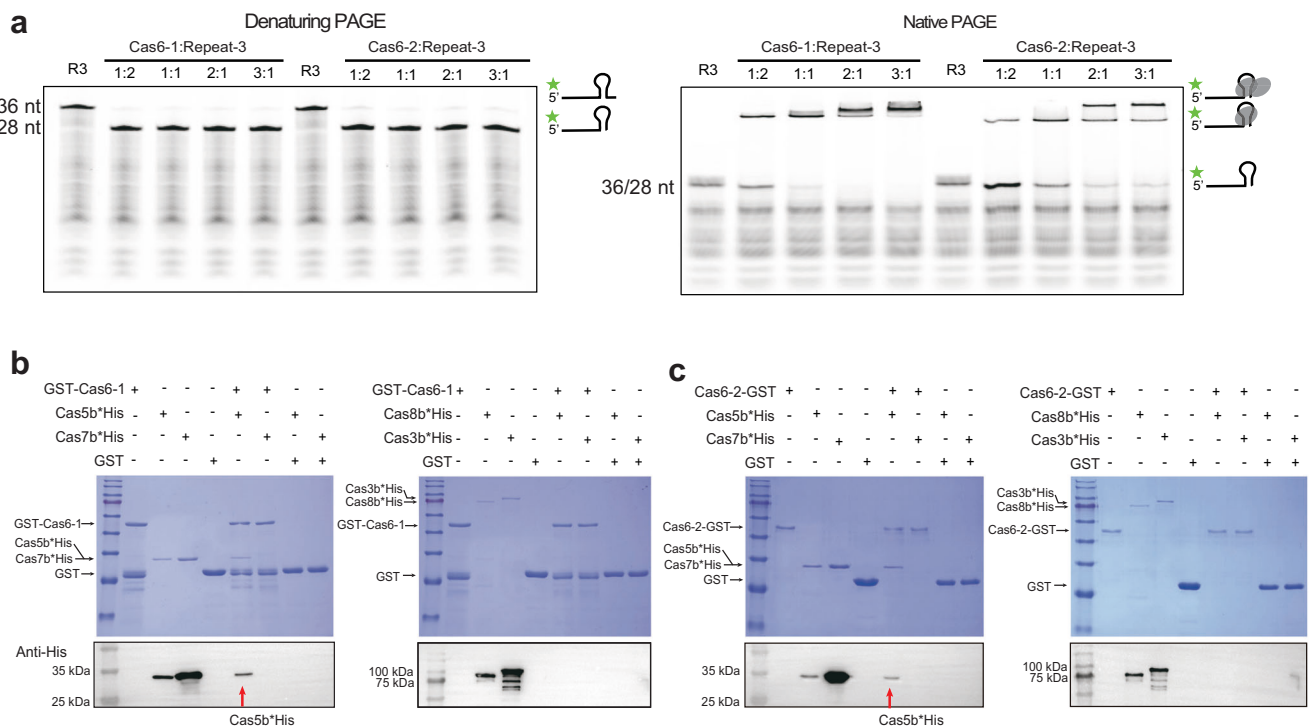 a
Denaturing PAGE
Native PAGE
Cas6-1:Repeat-3
Cas6-2:Repeat-3
R3 1:2 1:1 2:1 3:1 R3 1:2 1:1 2:1 3:1
36 nt
28 nt
5'
5'
Cas6-1:Repeat-3
Cas6-2:Repeat-3
R3 1:2 1:1 2:1 3:1 R3 1:2 1:1 2:1 3:1
36/28 nt
5'
5'
5'
b
GST-Cas6-1 + - - - + + - -
Cas5b*His - + - - + - + -
Cas7b*His - - + - - + - +
GST - - - + - - + +
GST-Cas6-1
Cas5b*His
Cas7b*His
GST
Anti-His
35 kDa
25 kDa
Cas5b*His
GST-Cas6-1 + - - - + + - -
Cas8b*His - + - - + - + -
Cas3b*His - - + - - + - +
GST - - - + - - + +
Cas3b*His
Cas8b*His
GST-Cas6-1
GST
100 kDa
75 kDa
c
Cas6-2-GST + - - - + + - -
Cas5b*His - + - - + - + -
Cas7b*His - - + - - + - +
GST - - - + - - + +
Cas6-2-GST
Cas5b*His
Cas7b*His
GST
35 kDa
25 kDa
Cas5b*His
Cas6-2-GST + - - - + + - -
Cas8b*His - + - - + - + -
Cas3b*His - - + - - + - +
GST - - - + - - + +
Cas3b*His
Cas8b*His
Cas6-2-GST
GST
100 kDa
75 kDa